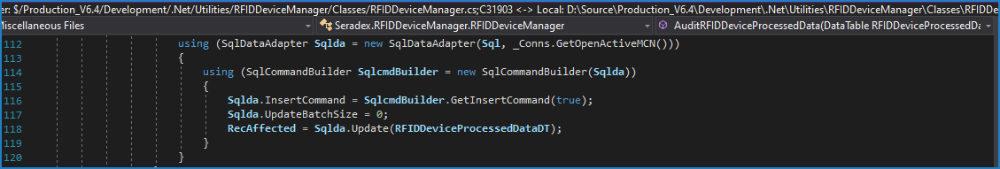 er: $/Production_V6.4/Development/.Net/Utilities/RFIDDeviceManager/Classes/RFIDDeviceManager.cs;C31903 <-> Local: D:\Source\Production_V6.4\Development\.Net\Utilities\RFIDDeviceManager\Classes\RFIDDe
Miscellaneous Files Seradex.RFIDDeviceManager.RFIDDeviceManager AuditRFIDDeviceProcessedData(DataTable RFIDDeviceProcessedDa
112 using (SqlDataAdapter Sqlda = new SqlDataAdapter(Sql, _Conns.GetOpenActiveMCN()))
113 {
114 using (SqlCommandBuilder SqlcmdBuilder = new SqlCommandBuilder(Sqlda))
115 {
116 Sqlda.InsertCommand = SqlcmdBuilder.GetInsertCommand(true);
117 Sqlda.UpdateBatchSize = 0;
118 RecAffected = Sqlda.Update(RFIDDeviceProcessedDataDT);
119 }
120 }